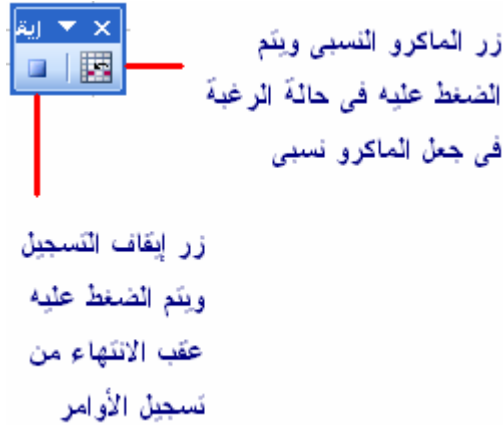 إيقا
زر الماكرو النسبى ويتم
الضغط عليه فى حالة الرغبة
فى جعل الماكرو نسبى
زر إيقاف التسجيل
ويتم الضغط عليه
عقب الانتهاء من
تسجيل الأوامر